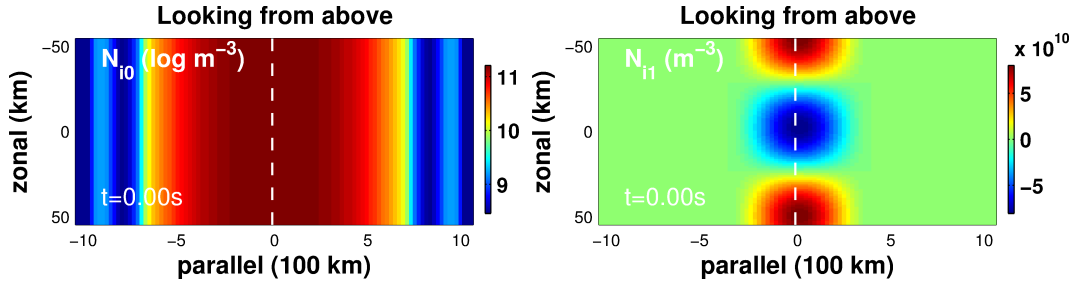 Looking from above
N_i0 (log m^−3)
t=0.00s
−50
0
50
zonal (km)
−10
−5
0
5
10
parallel (100 km)
11
10
9
Looking from above
N_i1 (m^−3)
t=0.00s
−50
0
50
zonal (km)
−10
−5
0
5
10
parallel (100 km)
x 10^10
5
0
−5